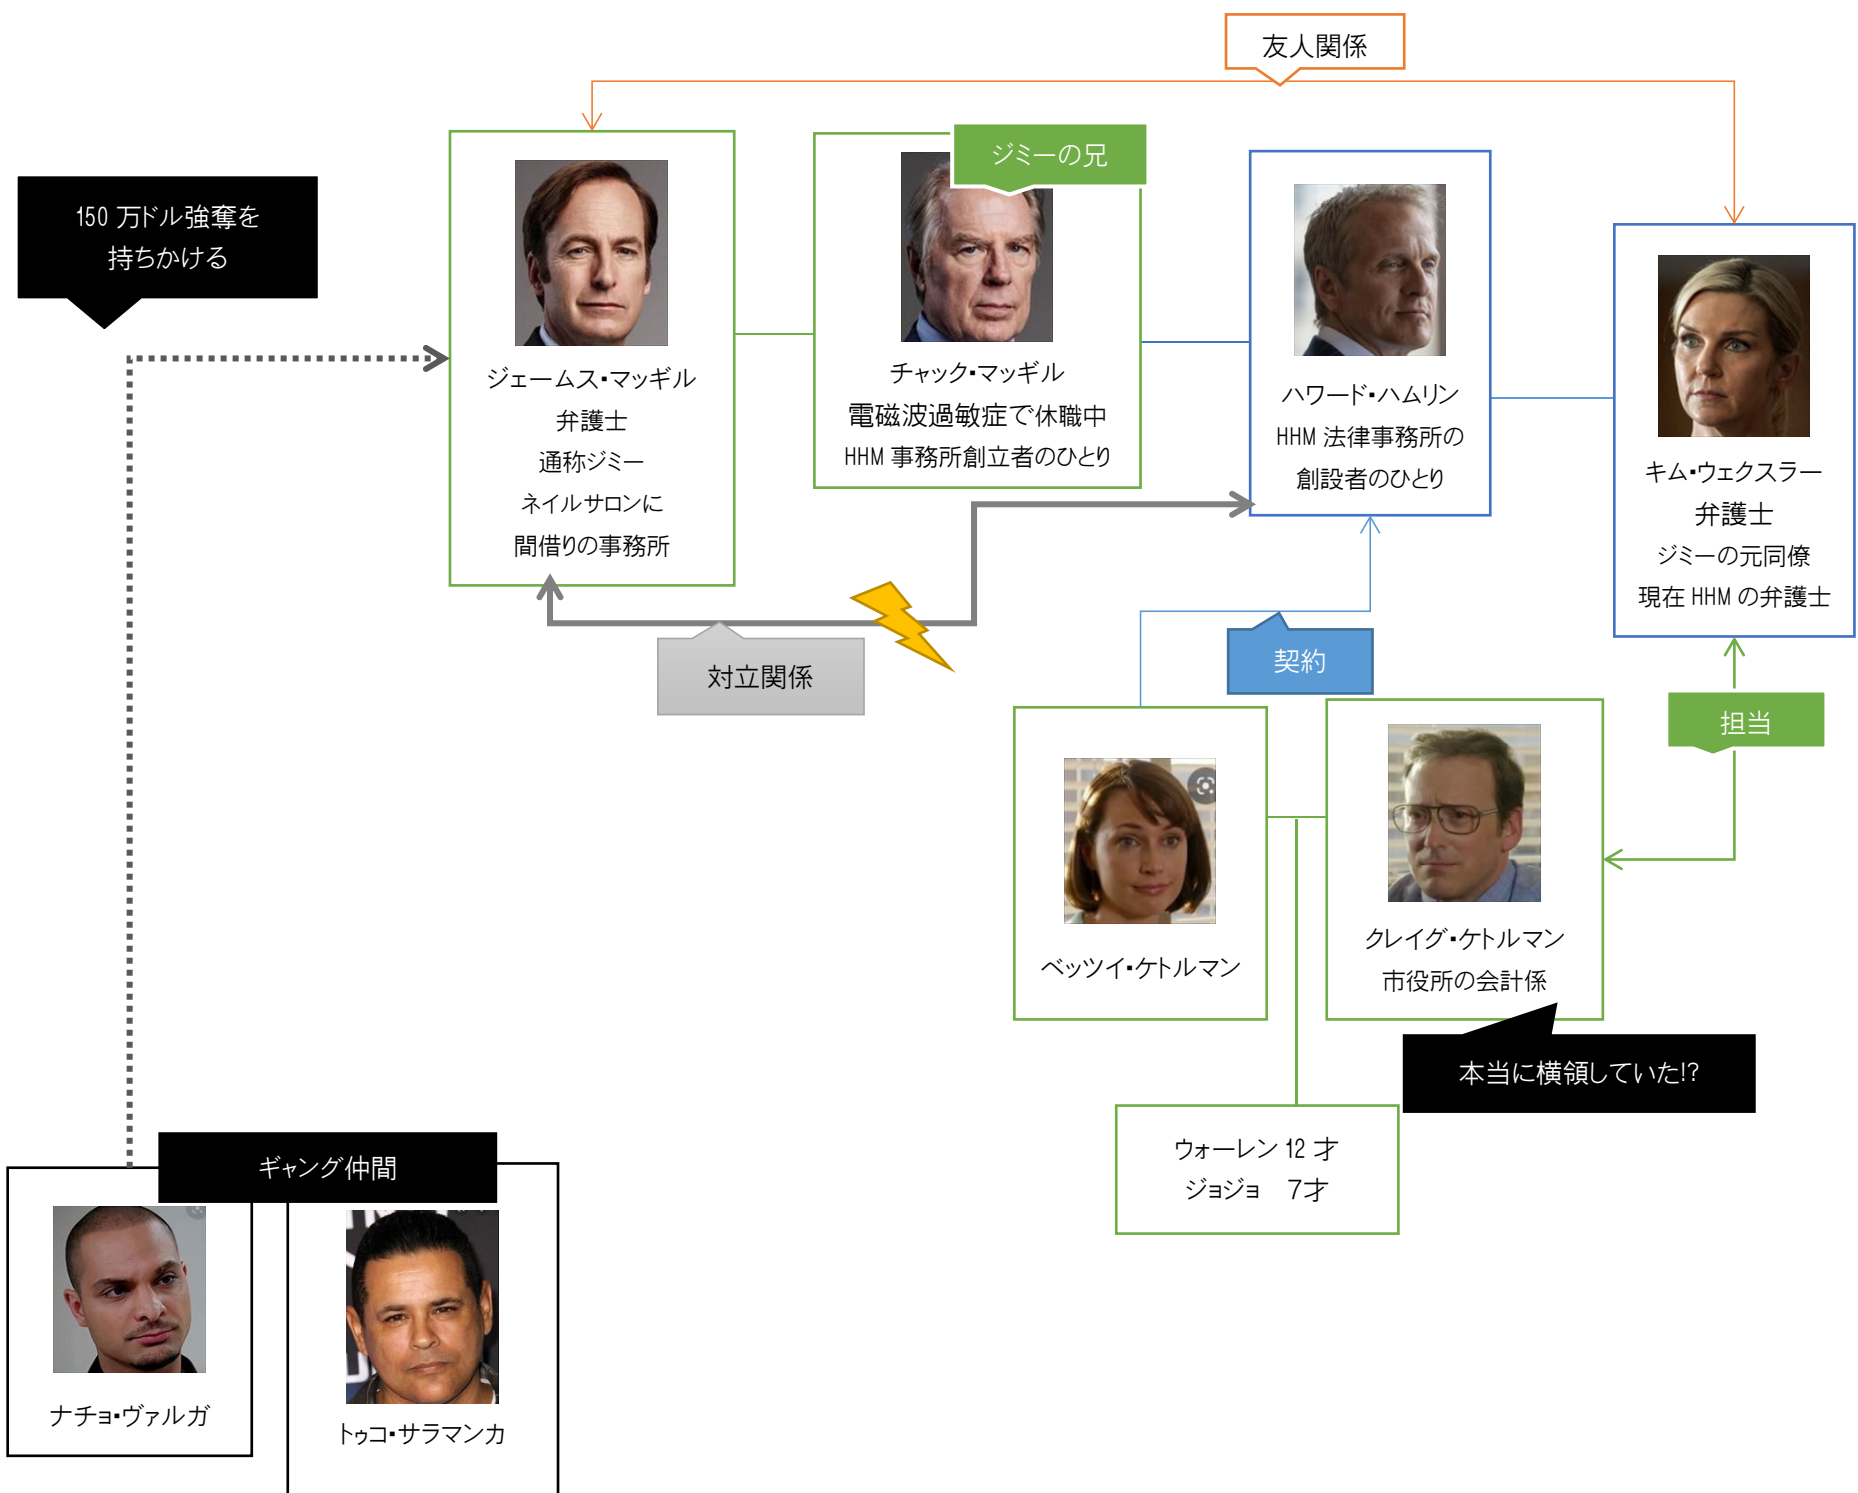 友人関係
150 万ドル強奪を
持ちかける
ジミーの兄
ジェームス・マッギル
弁護士
通称ジミー
ネイルサロンに
間借りの事務所
チャック・マッギル
電磁波過敏症で休職中
HHM 事務所創立者のひとり
ハワード・ハムリン
HHM 法律事務所の
創設者のひとり
キム・ウェクスラー
弁護士
ジミーの元同僚
現在 HHM の弁護士
対立関係
契約
担当
ベッツイ・ケトルマン
クレイグ・ケトルマン
市役所の会計係
本当に横領していた!?
ウォーレン 12 才
ジョジョ　7才
ギャング仲間
ナチョ・ヴァルガ
トゥコ・サラマンカ